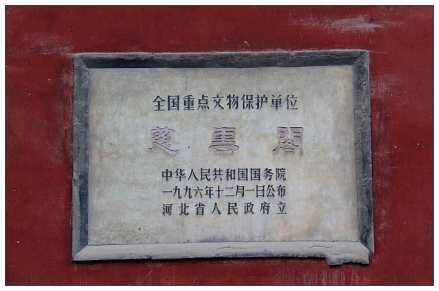 全国重点文物保护单位
慈雲閣
中华人民共和国国务院
一九九六年十二月一日公布
河北省人民政府立